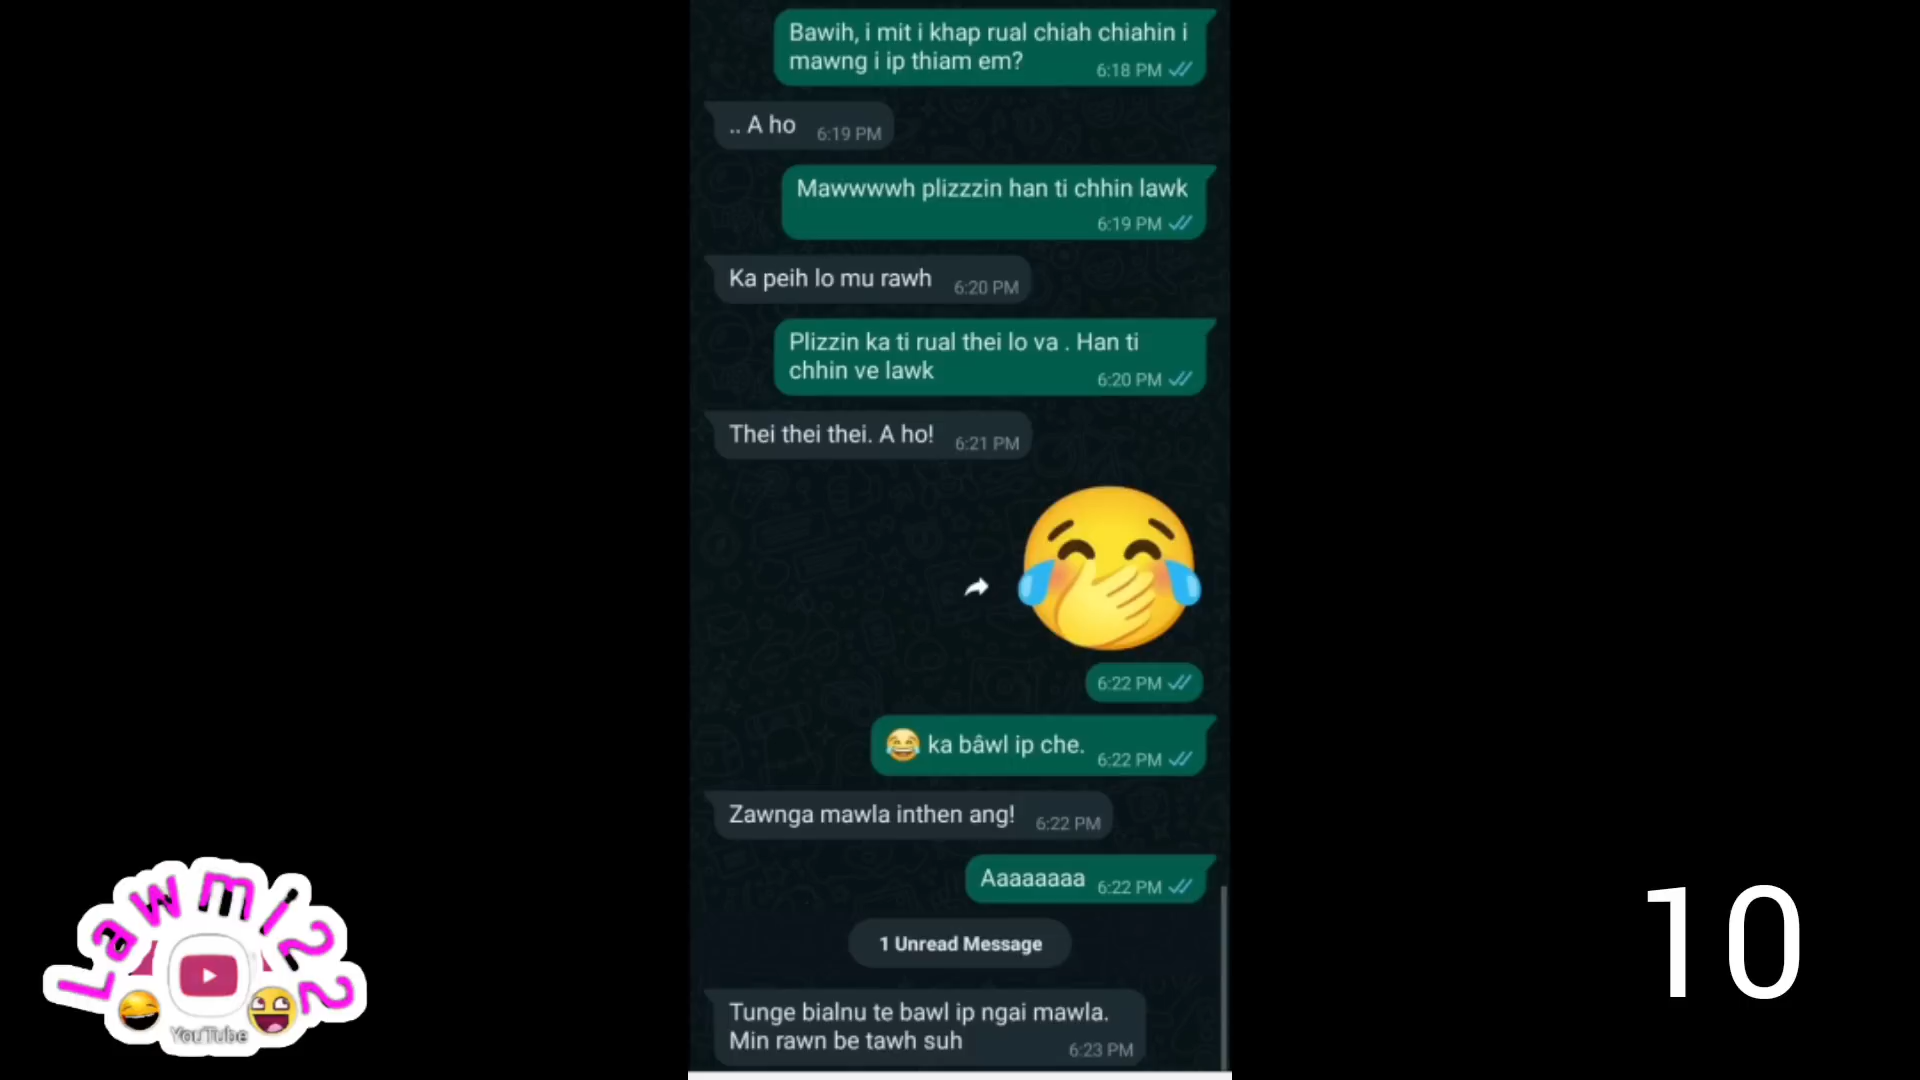 Bawih, i mit i khap rual chiah chiahin i
mawng i ip thiam em?
6:18 PM
.. A ho
6:19 PM
Mawwwwh plizzzin han ti chhin lawk
6:19 PM
Ka peih lo mu rawh
6:20 PM
Plizzin ka ti rual thei lo va . Han ti
chhin ve lawk
6:20 PM
Thei thei thei. A ho!
6:21 PM
6:22 PM
😂 ka bâwl ip che.
6:22 PM
Zawnga mawla inthen ang!
6:22 PM
Aaaaaaaa
6:22 PM
1 Unread Message
Tunge bialnu te bawl ip ngai mawla.
Min rawn be tawh suh
6:23 PM
Lawmi22
YouTube
10